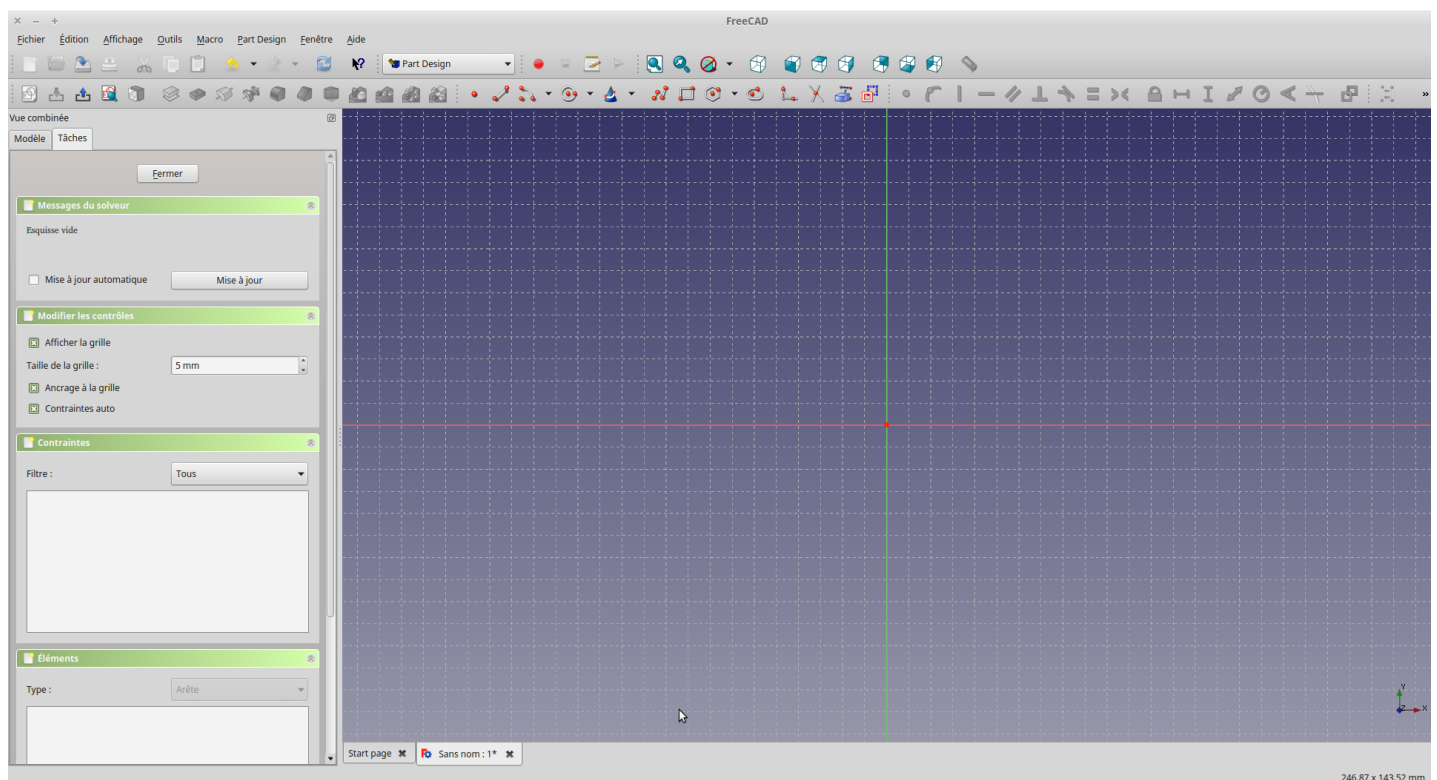 FreeCAD
Fichier Édition Affichage Outils Macro Part Design Fenêtre Aide
Part Design
Vue combinée
Modèle Tâches
Fermer
Messages du solveur
Esquisse vide
Mise à jour automatique Mise à jour
Modifier les contrôles
Afficher la grille
Taille de la grille : 5 mm
Ancrage à la grille
Contraintes auto
Contraintes
Filtre : Tous
Éléments
Type : Arête
Y
Z X
Start page Sans nom : 1*
246.87 x 143.52 mm